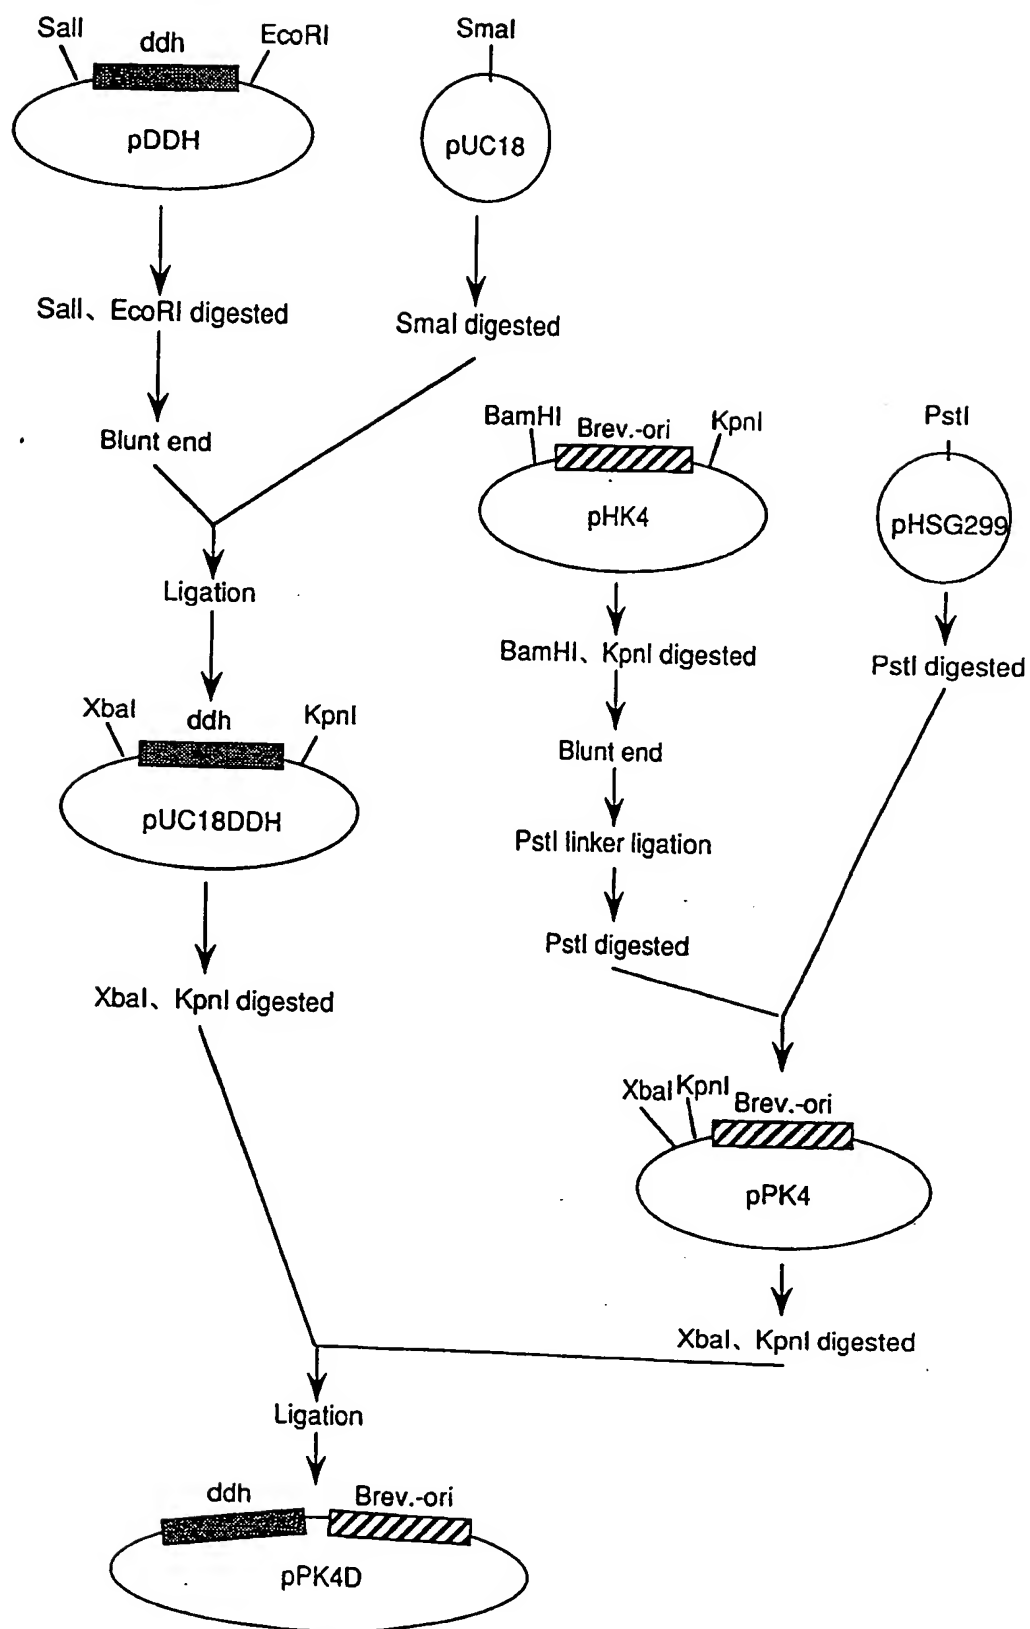 SalI
ddh
EcoRI
pDDH
SmaI
pUC18
SalI、EcoRI digested
SmaI digested
Blunt end
Ligation
BamHI
Brev.-ori
KpnI
pHK4
PstI
pHSG299
BamHI、KpnI digested
PstI digested
Blunt end
PstI linker ligation
PstI digested
XbaI
ddh
KpnI
pUC18DDH
XbaI、KpnI digested
XbaI
KpnI
Brev.-ori
pPK4
XbaI、KpnI digested
Ligation
ddh
Brev.-ori
pPK4D